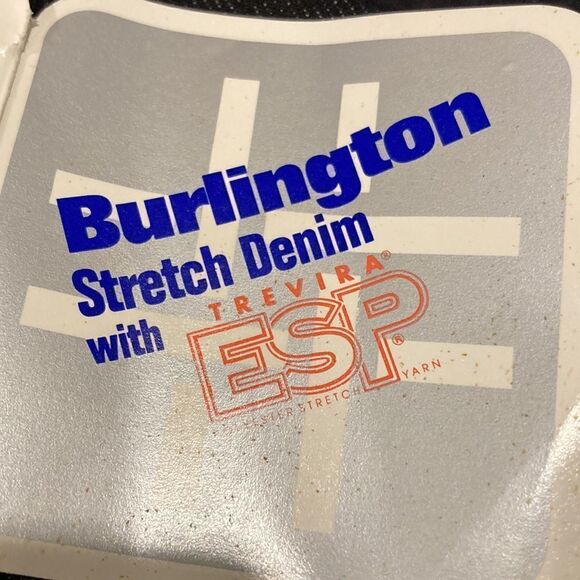 Burlington
Stretch Denim
with TREVIRA®
ESP®
STRETCH YARN